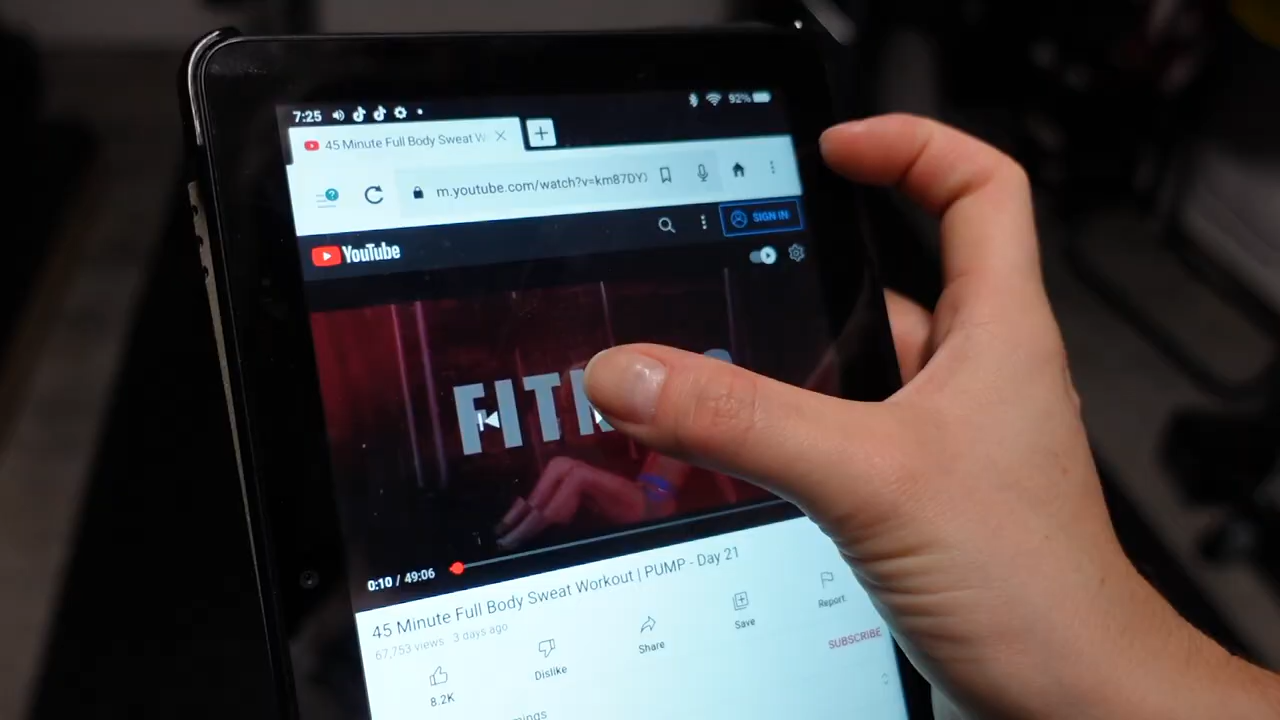 7:25
92%
45 Minute Full Body Sweat W
m.youtube.com/watch?v=km87DY
SIGN IN
YouTube
FIT
0:10 / 49:06
45 Minute Full Body Sweat Workout | PUMP - Day 21
67,753 views 3 days ago
8.2K
Dislike
Share
Save
Report
SUBSCRIBE